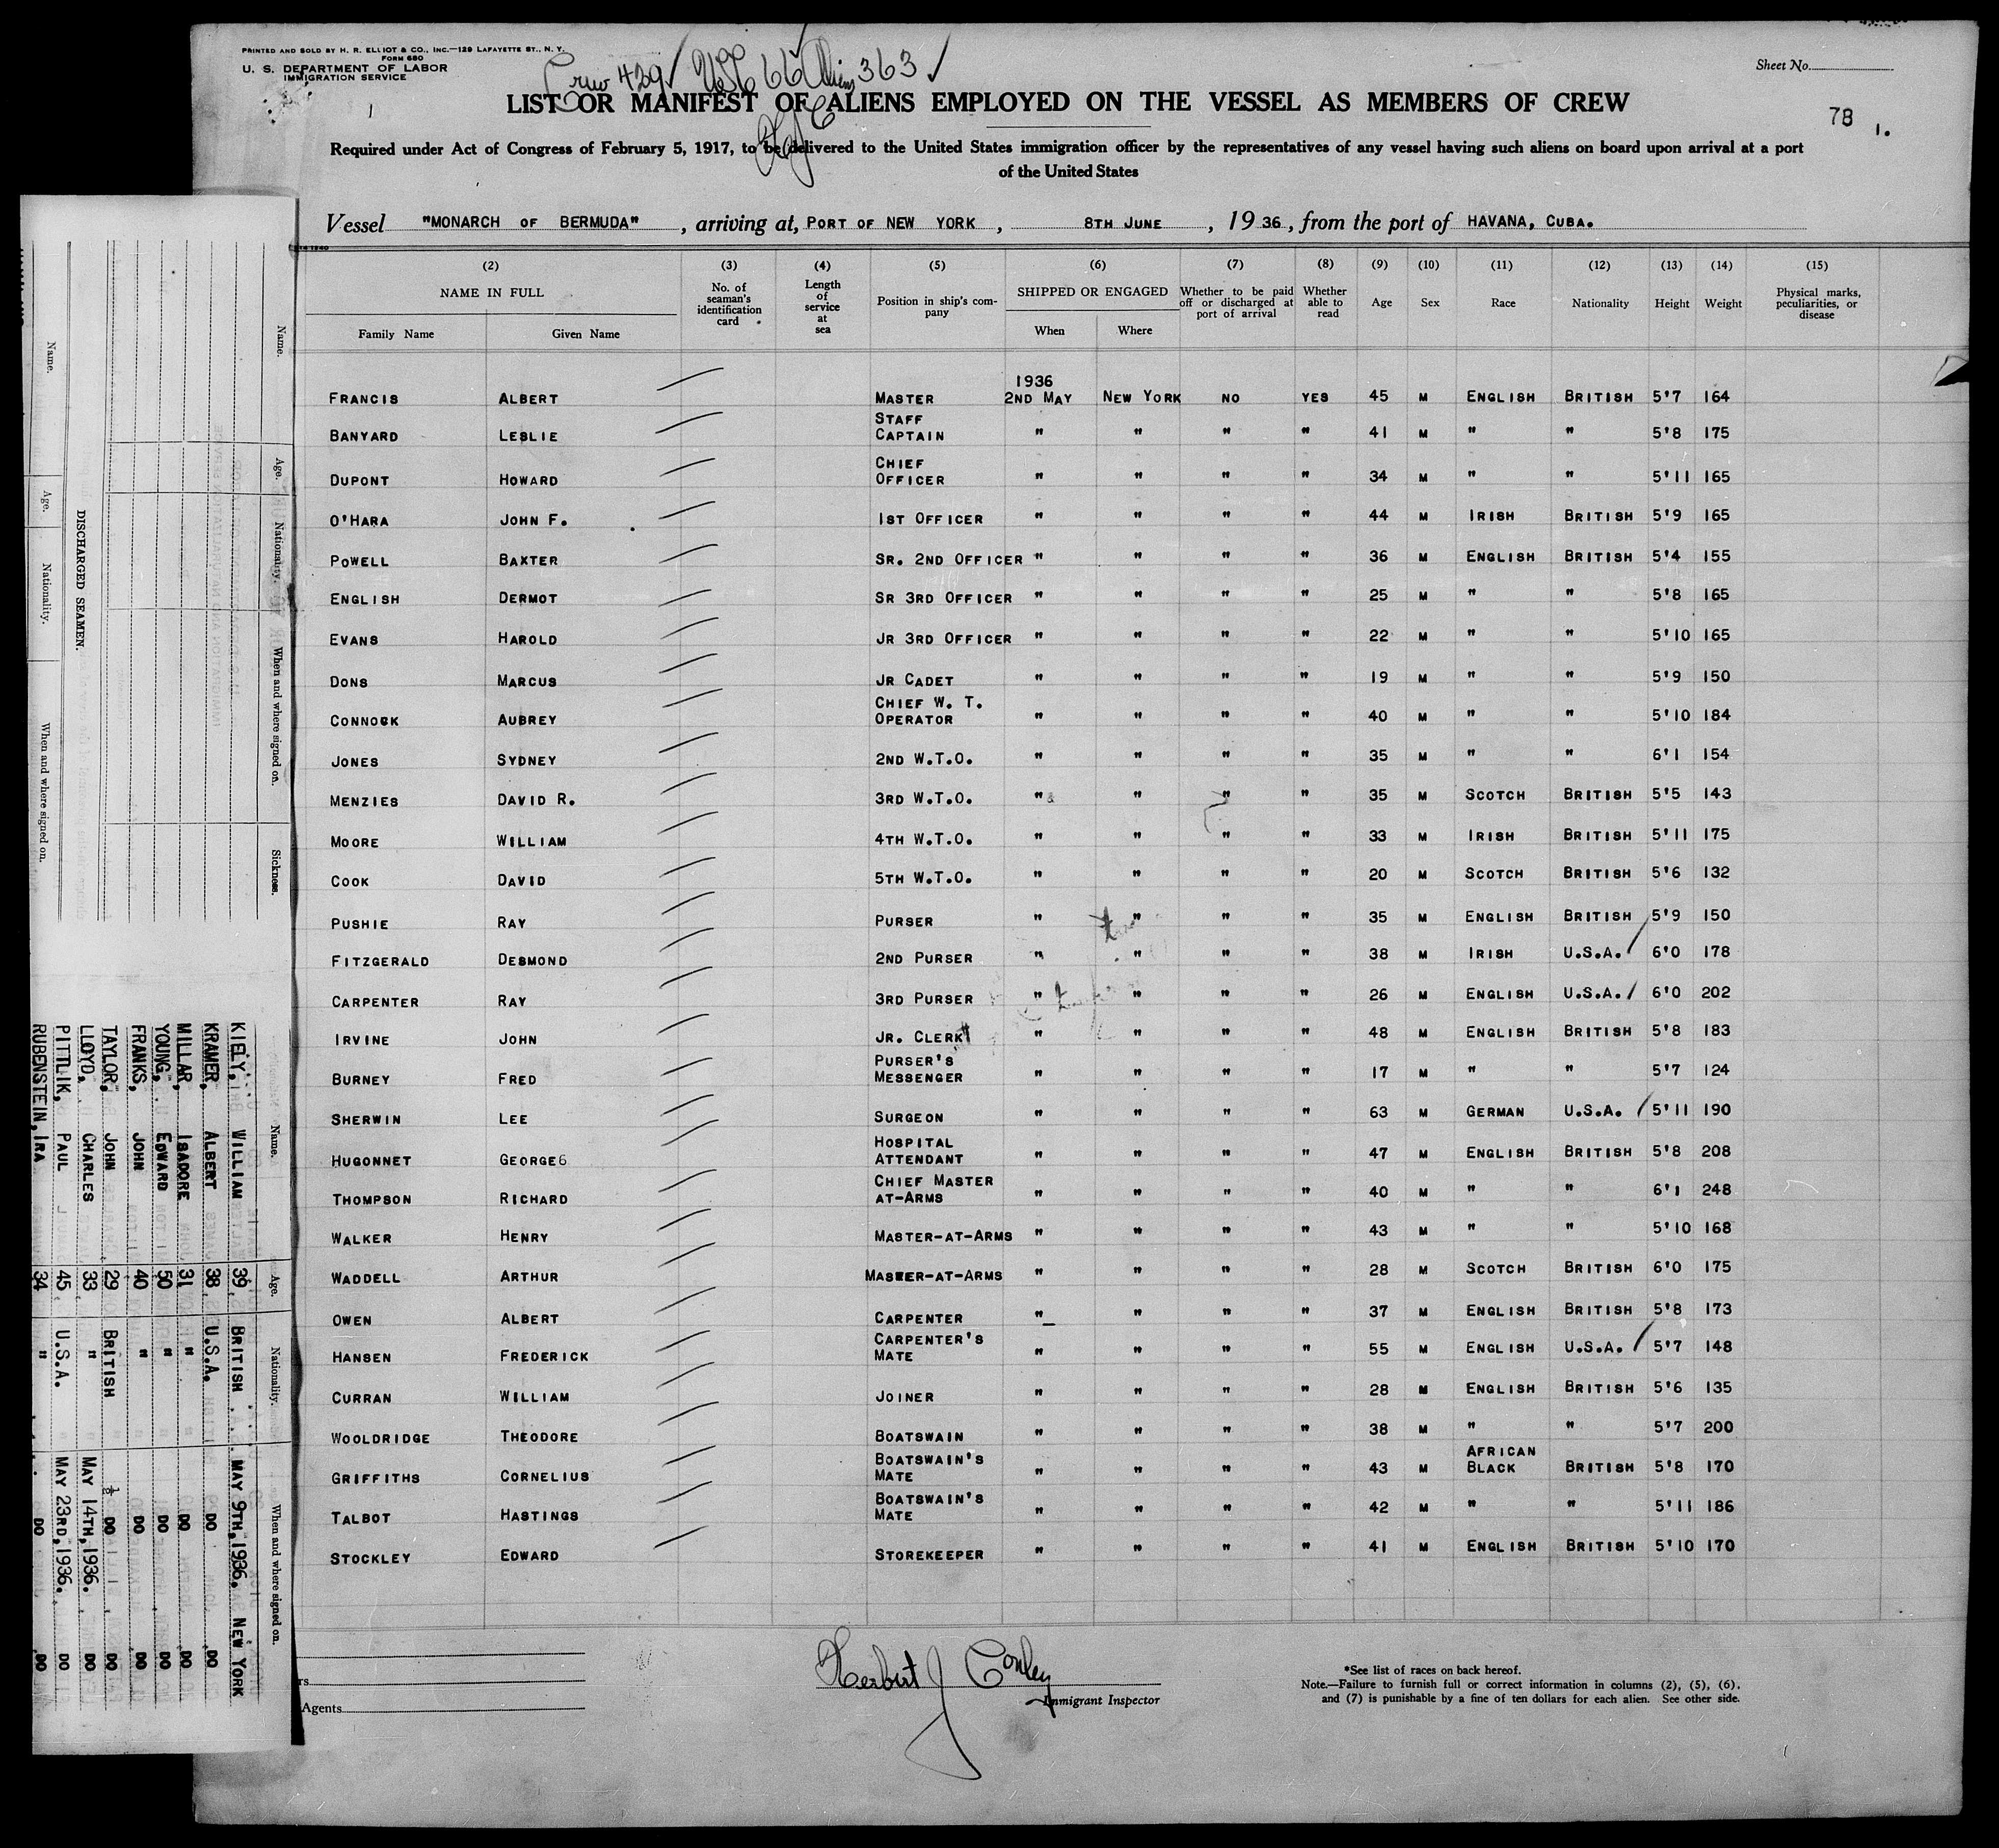 PRINTED AND SOLD BY H. R. ELLIOT & CO., INC.—129 LAFAYETTE ST., N. Y.
FORM 680
U. S. DEPARTMENT OF LABOR
IMMIGRATION SERVICE
Crew 429 USC 66 Aliens 363
Sheet No.
LIST OR MANIFEST OF ALIENS EMPLOYED ON THE VESSEL AS MEMBERS OF CREW
78 1.
Required under Act of Congress of February 5, 1917, to be delivered to the United States immigration officer by the representatives of any vessel having such aliens on board upon arrival at a port
of the United States
Vessel "MONARCH OF BERMUDA", arriving at, PORT OF NEW YORK, 8TH JUNE, 1936, from the port of HAVANA, CUBA.
(2) (3) (4) (5) (6) (7) (8) (9) (10) (11) (12) (13) (14) (15)
NAME IN FULL
Family Name Given Name
No. of seaman's identification card
Length of service at sea
Position in ship's company
SHIPPED OR ENGAGED
When Where
Whether to be paid off or discharged at port of arrival
Whether able to read
Age Sex Race Nationality Height Weight
Physical marks, peculiarities, or disease
1936
FRANCIS ALBERT MASTER 2ND MAY NEW YORK NO YES 45 M ENGLISH BRITISH 5'7 164
BANYARD LESLIE STAFF CAPTAIN " " " " 41 M " " 5'8 175
DUPONT HOWARD CHIEF OFFICER " " " " 34 M " " 5'11 165
O'HARA JOHN F. 1ST OFFICER " " " " 44 M IRISH BRITISH 5'9 165
POWELL BAXTER SR. 2ND OFFICER " " " " 36 M ENGLISH BRITISH 5'4 155
ENGLISH DERMOT SR 3RD OFFICER " " " " 25 M " " 5'8 165
EVANS HAROLD JR 3RD OFFICER " " " " 22 M " " 5'10 165
DONS MARCUS JR CADET " " " " 19 M " " 5'9 150
CONNOCK AUBREY CHIEF W. T. OPERATOR " " " " 40 M " " 5'10 184
JONES SYDNEY 2ND W.T.O. " " " " 35 M " " 6'1 154
MENZIES DAVID R. 3RD W.T.O. " " " " 35 M SCOTCH BRITISH 5'5 143
MOORE WILLIAM 4TH W.T.O. " " " " 33 M IRISH BRITISH 5'11 175
COOK DAVID 5TH W.T.O. " " " " 20 M SCOTCH BRITISH 5'6 132
PUSHIE RAY PURSER " " " " 35 M ENGLISH BRITISH 5'9 150
FITZGERALD DESMOND 2ND PURSER " " " " 38 M IRISH U.S.A. 6'0 178
CARPENTER RAY 3RD PURSER " " " " 26 M ENGLISH U.S.A. 6'0 202
IRVINE JOHN JR. CLERK " " " " 48 M ENGLISH BRITISH 5'8 183
BURNEY FRED PURSER'S MESSENGER " " " " 17 M " " 5'7 124
SHERWIN LEE SURGEON " " " " 63 M GERMAN U.S.A. 5'11 190
HUGONNET GEORGE6 HOSPITAL ATTENDANT " " " " 47 M ENGLISH BRITISH 5'8 208
THOMPSON RICHARD CHIEF MASTER AT-ARMS " " " " 40 M " " 6'1 248
WALKER HENRY MASTER-AT-ARMS " " " " 43 M " " 5'10 168
WADDELL ARTHUR MASTER-AT-ARMS " " " " 28 M SCOTCH BRITISH 6'0 175
OWEN ALBERT CARPENTER " " " " 37 M ENGLISH BRITISH 5'8 173
HANSEN FREDERICK CARPENTER'S MATE " " " " 55 M ENGLISH U.S.A. 5'7 148
CURRAN WILLIAM JOINER " " " " 28 M ENGLISH BRITISH 5'6 135
WOOLDRIDGE THEODORE BOATSWAIN " " " " 38 M " " 5'7 200
GRIFFITHS CORNELIUS BOATSWAIN'S MATE " " " " 43 M AFRICAN BLACK BRITISH 5'8 170
TALBOT HASTINGS BOATSWAIN'S MATE " " " " 42 M " " 5'11 186
STOCKLEY EDWARD STOREKEEPER " " " " 41 M ENGLISH BRITISH 5'10 170
Herbert J Conley
Immigrant Inspector
rs
Agents
*See list of races on back hereof.
Note.—Failure to furnish full or correct information in columns (2), (5), (6),
and (7) is punishable by a fine of ten dollars for each alien. See other side.
Name. Age. Nationality. When and where signed on. Sickness.
DISCHARGED SEAMEN.
Name. Age. Nationality. When and where signed on.
Name. Age. Nationality. When and where signed on.
KIELY, WILLIAM 39 BRITISH MAY 9TH, 1936. NEW YORK
KRAMER, ALBERT 38 U.S.A. DO DO
MILLAR, ISADORE 31 " DO DO
YOUNG, EDWARD 50 " DO DO
FRANKS, JOHN 40 " DO DO
TAYLOR, JOHN 29 BRITISH DO DO
LLOYD, CHARLES 33 " MAY 14TH, 1936. DO
PITTLIK, PAUL 45 U.S.A. MAY 23RD, 1936. DO
RUBENSTEIN, IRA 34 " DO DO